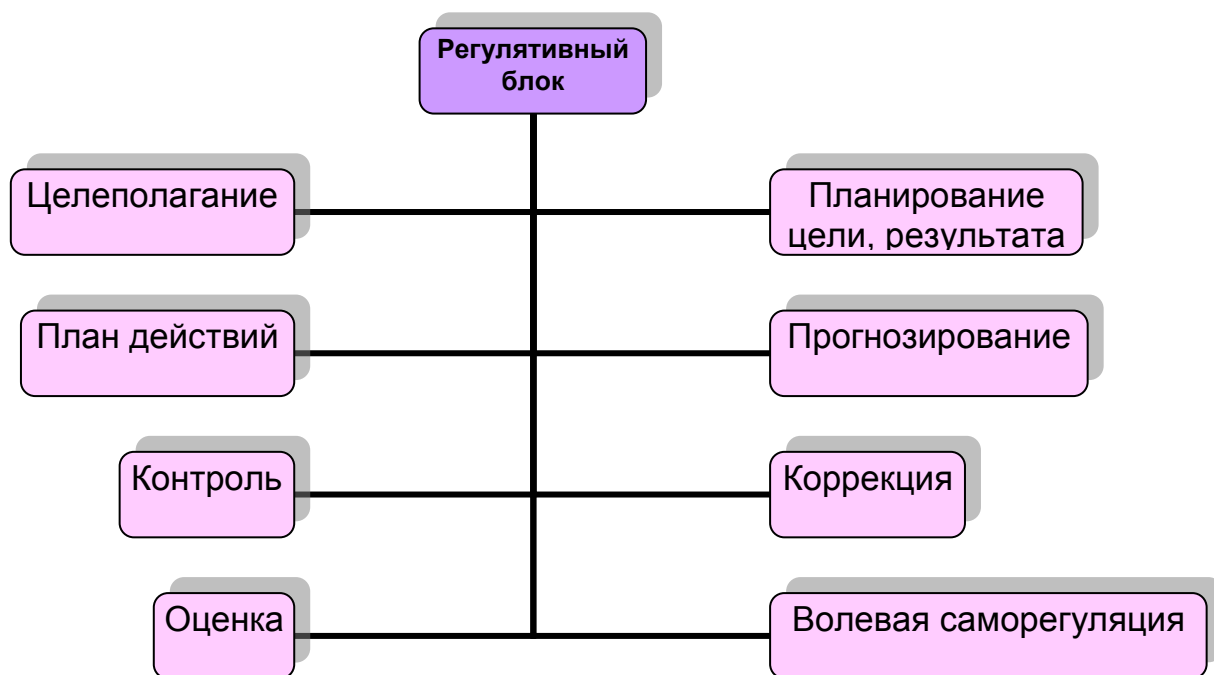 Регулятивный
блок
Целеполагание
Планирование
цели, результата
План действий
Прогнозирование
Контроль
Коррекция
Оценка
Волевая саморегуляция